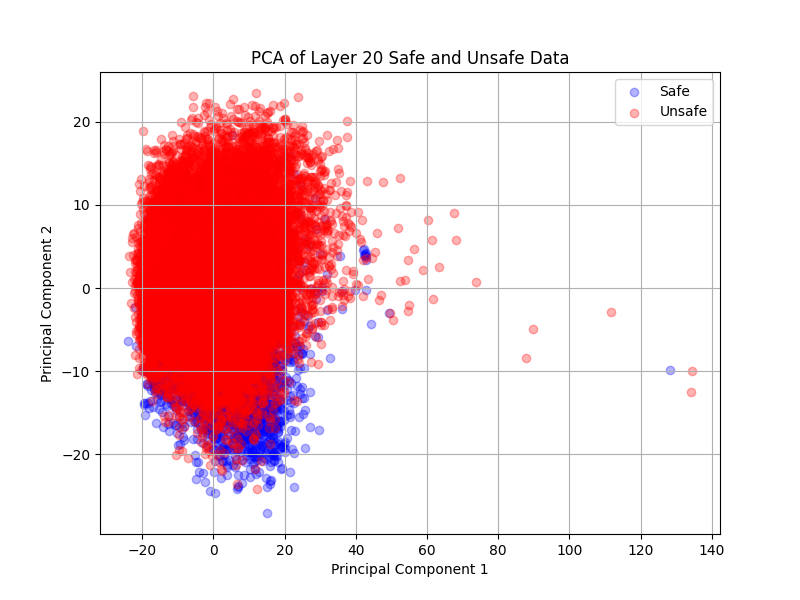 PCA of Layer 20 Safe and Unsafe Data
Safe
Unsafe
Principal Component 2
20
10
0
−10
−20
−20 0 20 40 60 80 100 120 140
Principal Component 1